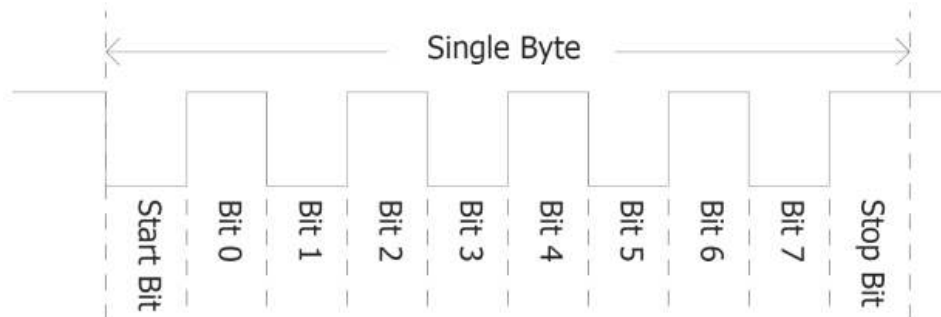 Single Byte
Start Bit
Bit 0
Bit 1
Bit 2
Bit 3
Bit 4
Bit 5
Bit 6
Bit 7
Stop Bit